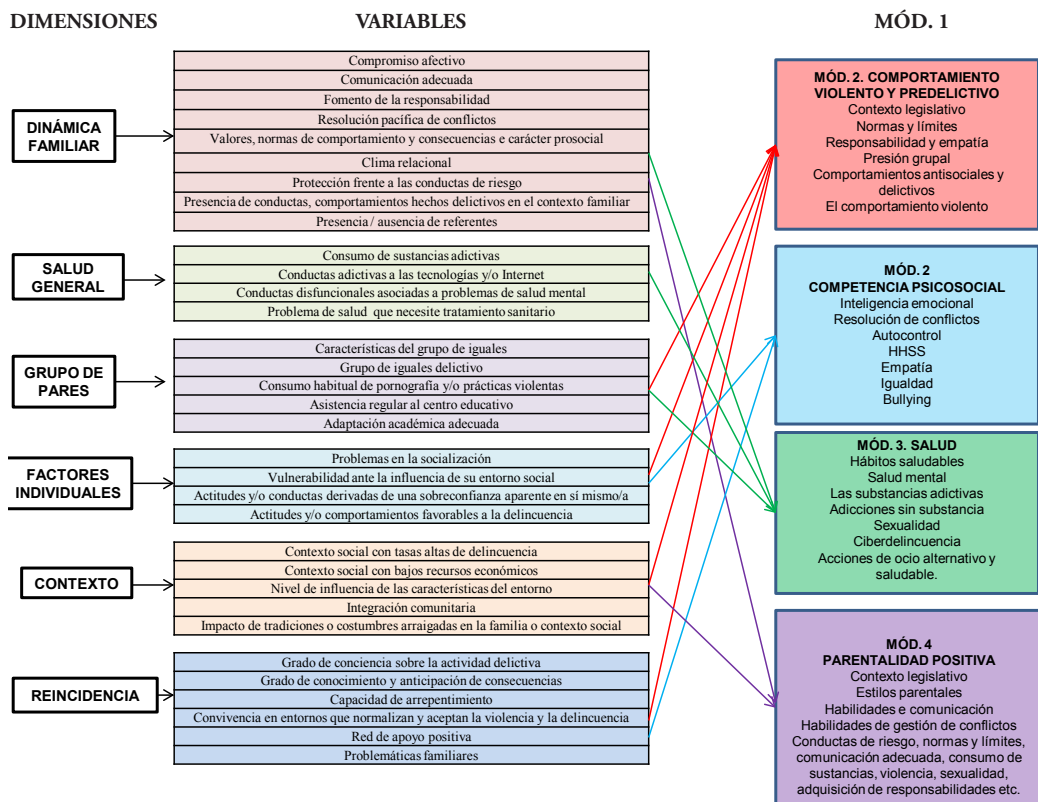 DIMENSIONES
VARIABLES
MÓD. 1
DINÁMICA
FAMILIAR
Compromiso afectivo
Comunicación adecuada
Fomento de la responsabilidad
Resolución pacífica de conflictos
Valores, normas de comportamiento y consecuencias e carácter prosocial
Clima relacional
Protección frente a las conductas de riesgo
Presencia de conductas, comportamientos hechos delictivos en el contexto familiar
Presencia / ausencia de referentes
SALUD
GENERAL
Consumo de sustancias adictivas
Conductas adictivas a las tecnologías y/o Internet
Conductas disfuncionales asociadas a problemas de salud mental
Problema de salud que necesite tratamiento sanitario
GRUPO DE
PARES
Características del grupo de iguales
Grupo de iguales delictivo
Consumo habitual de pornografía y/o prácticas violentas
Asistencia regular al centro educativo
Adaptación académica adecuada
FACTORES
INDIVIDUALES
Problemas en la socialización
Vulnerabilidad ante la influencia de su entorno social
Actitudes y/o conductas derivadas de una sobreconfianza aparente en sí mismo/a
Actitudes y/o comportamientos favorables a la delincuencia
CONTEXTO
Contexto social con tasas altas de delincuencia
Contexto social con bajos recursos económicos
Nivel de influencia de las características del entorno
Integración comunitaria
Impacto de tradiciones o costumbres arraigadas en la familia o contexto social
REINCIDENCIA
Grado de conciencia sobre la actividad delictiva
Grado de conocimiento y anticipación de consecuencias
Capacidad de arrepentimiento
Convivencia en entornos que normalizan y aceptan la violencia y la delincuencia
Red de apoyo positiva
Problemáticas familiares
MÓD. 2. COMPORTAMIENTO
VIOLENTO Y PREDELICTIVO
Contexto legislativo
Normas y límites
Responsabilidad y empatía
Presión grupal
Comportamientos antisociales y
delictivos
El comportamiento violento
MÓD. 2
COMPETENCIA PSICOSOCIAL
Inteligencia emocional
Resolución de conflictos
Autocontrol
HHSS
Empatía
Igualdad
Bullying
MÓD. 3. SALUD
Hábitos saludables
Salud mental
Las substancias adictivas
Adicciones sin substancia
Sexualidad
Ciberdelincuencia
Acciones de ocio alternativo y
saludable.
MÓD. 4
PARENTALIDAD POSITIVA
Contexto legislativo
Estilos parentales
Habilidades e comunicación
Habilidades de gestión de conflictos
Conductas de riesgo, normas y límites,
comunicación adecuada, consumo de
sustancias, violencia, sexualidad,
adquisición de responsabilidades etc.